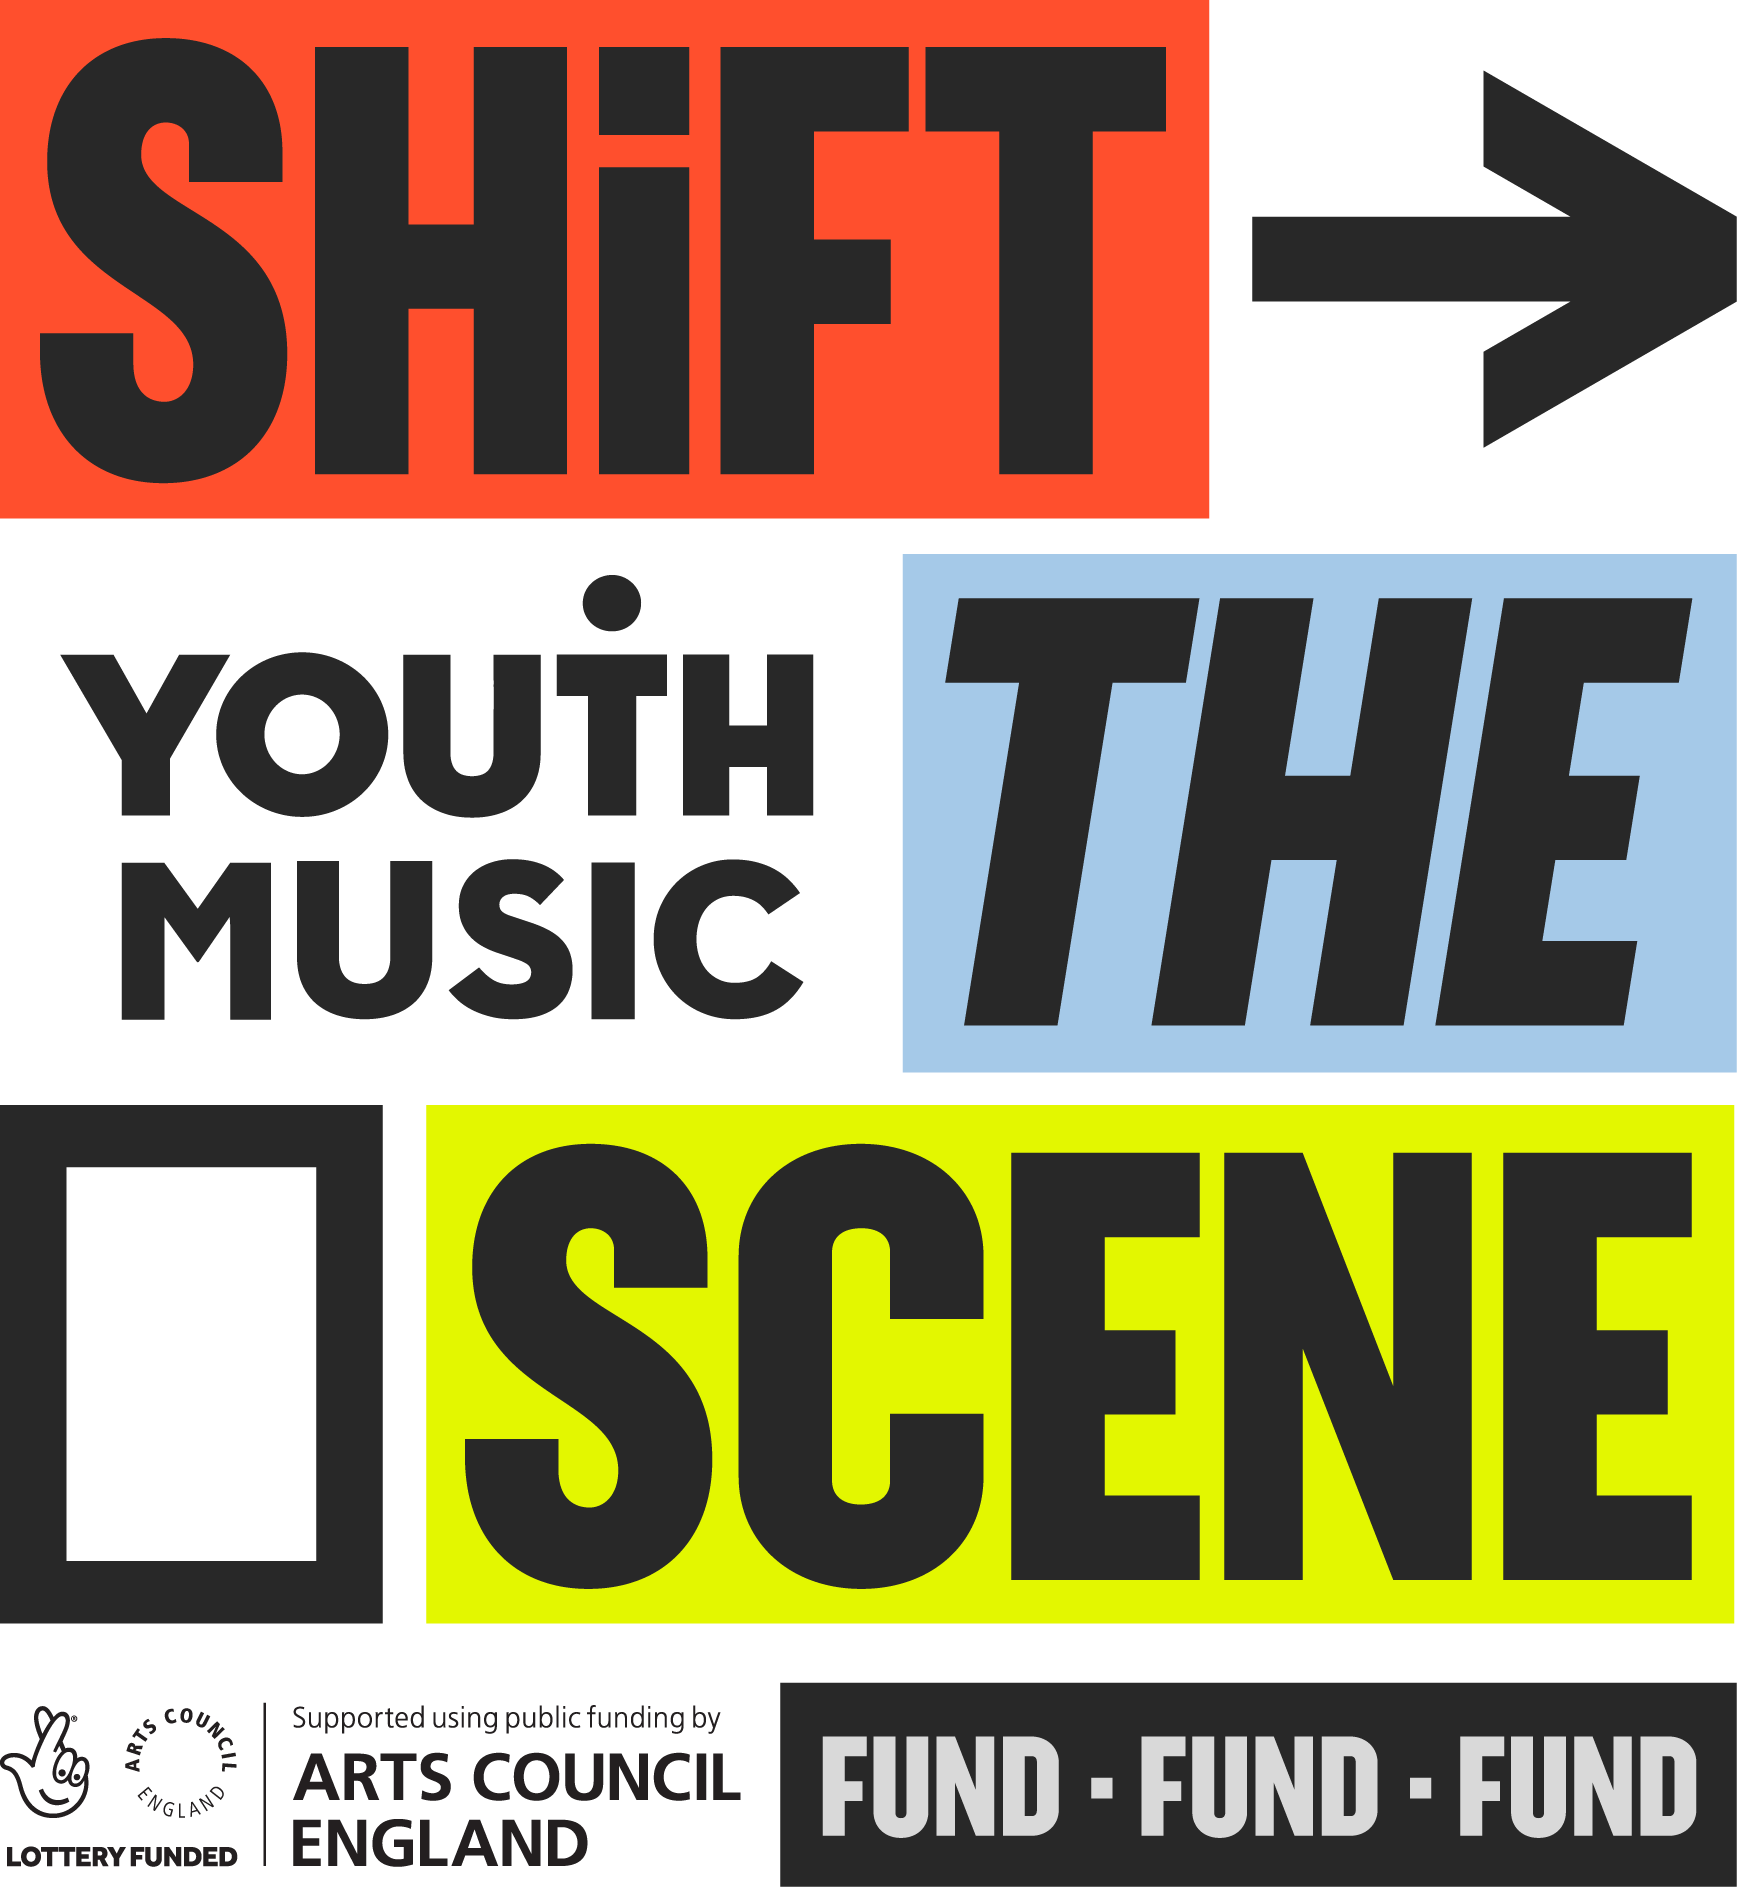 SHiFT
YOUTH
MUSIC
THE
SCENE
ARTS COUNCIL
ENGLAND
LOTTERY FUNDED
Supported using public funding by
ARTS COUNCIL
ENGLAND
FUND · FUND · FUND